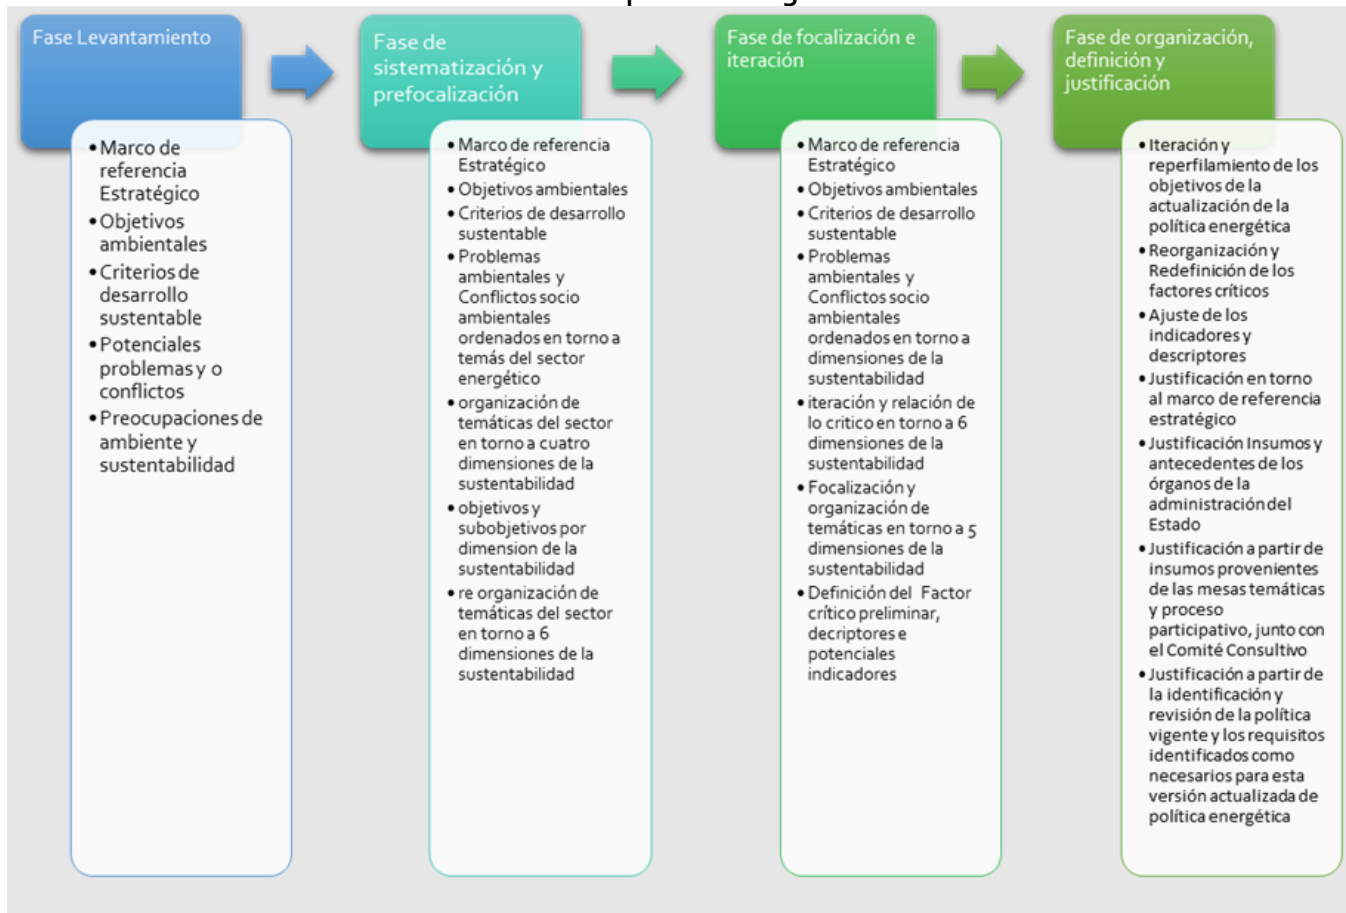 Fase Levantamiento
• Marco de
referencia
Estratégico
• Objetivos
ambientales
• Criterios de
desarrollo
sustentable
• Potenciales
problemas y o
conflictos
• Preocupaciones de
ambiente y
sustentabilidad
Fase de
sistematización y
prefocalización
• Marco de referencia
Estratégico
• Objetivos ambientales
• Criterios de desarrollo
sustentable
• Problemas
ambientales y
Conflictos socio
ambientales
ordenados en torno a
temás del sector
energético
• organización de
temáticas del sector
en torno a cuatro
dimensiones de la
sustentabilidad
• objetivos y
subobjetivos por
dimension de la
sustentabilidad
• re organización de
temáticas del sector
en torno a 6
dimensiones de la
sustentabilidad
Fase de focalización e
iteración
• Marco de referencia
Estratégico
• Objetivos ambientales
• Criterios de desarrollo
sustentable
• Problemas
ambientales y
Conflictos socio
ambientales
ordenados en torno a
dimensiones de la
sustentabilidad
• iteración y relación de
lo critico en torno a 6
dimensiones de la
sustentabilidad
• Focalización y
organización de
temáticas en torno a 5
dimensiones de la
sustentabilidad
• Definición del Factor
crítico preliminar,
decriptores e
potenciales
indicadores
Fase de organización,
definición y
justificación
• Iteración y
reperfilamiento de los
objetivos de la
actualización de la
política energética
• Reorganización y
Redefinición de los
factores críticos
• Ajuste de los
indicadores y
descriptores
• Justificación en torno
al marco de referencia
estratégico
• Justificación Insumos y
antecedentes de los
órganos de la
administración del
Estado
• Justificación a partir de
insumos provenientes
de las mesas temáticas
y proceso
participativo, junto con
el Comité Consultivo
• Justificación a partir de
la identificación y
revisión de la política
vigente y los requisitos
identificados como
necesarios para esta
versión actualizada de
política energética